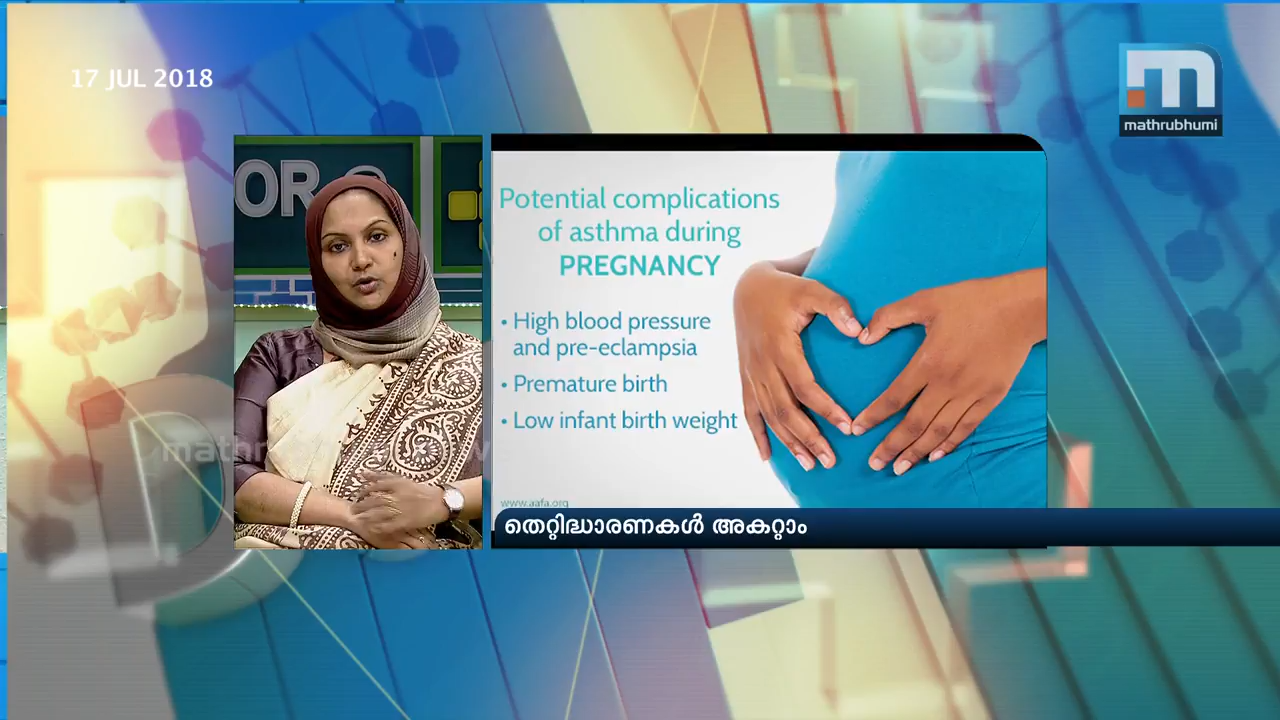 17 JUL 2018
mathrubhumi
OR
Potential complications
of asthma during
PREGNANCY
• High blood pressure
and pre-eclampsia
• Premature birth
• Low infant birth weight
www.aafa.org
തെറ്റിദ്ധാരണകൾ അകറ്റാം